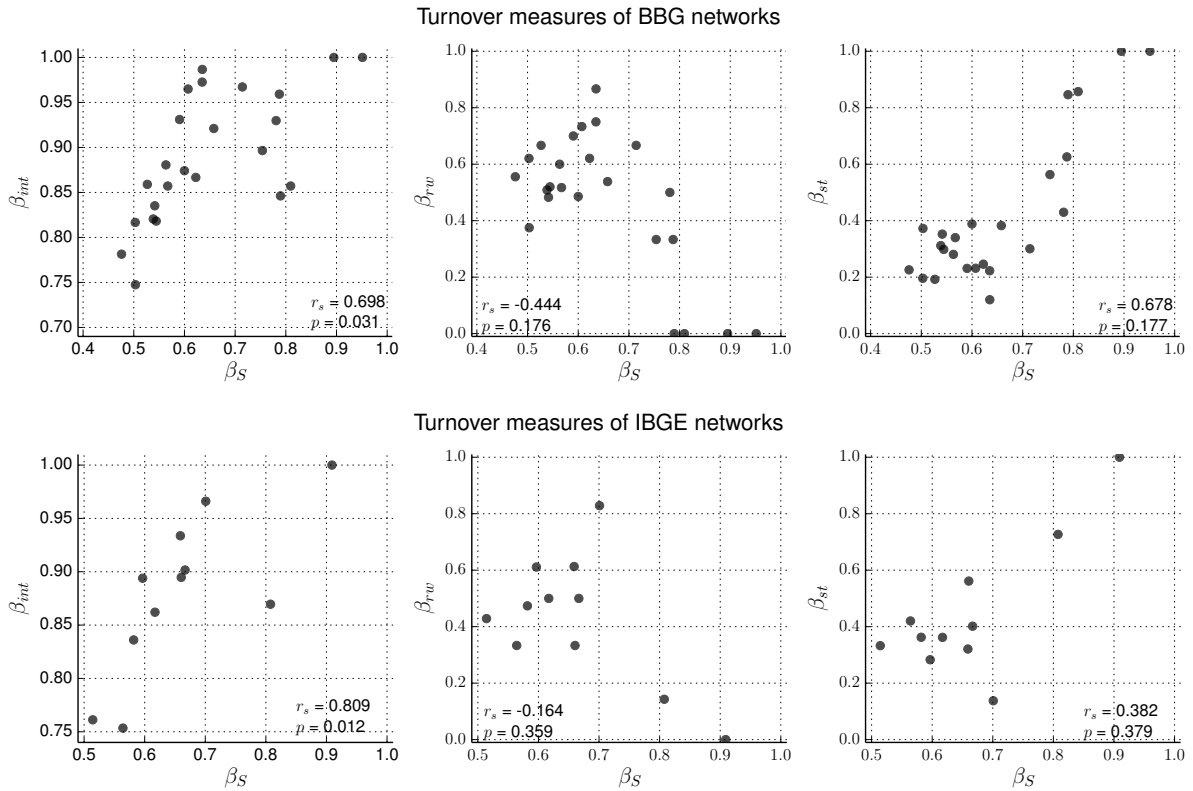 Turnover measures of BBG networks
1.00
0.95
0.90
0.85
0.80
0.75
0.70
β_int
r_s = 0.698
p = 0.031
0.4 0.5 0.6 0.7 0.8 0.9 1.0
β_S
1.0
0.8
0.6
0.4
0.2
0.0
β_rw
r_s = -0.444
p = 0.176
0.4 0.5 0.6 0.7 0.8 0.9 1.0
β_S
1.0
0.8
0.6
0.4
0.2
0.0
β_st
r_s = 0.678
p = 0.177
0.4 0.5 0.6 0.7 0.8 0.9 1.0
β_S
Turnover measures of IBGE networks
1.00
0.95
0.90
0.85
0.80
0.75
β_int
r_s = 0.809
p = 0.012
0.5 0.6 0.7 0.8 0.9 1.0
β_S
1.0
0.8
0.6
0.4
0.2
0.0
β_rw
r_s = -0.164
p = 0.359
0.5 0.6 0.7 0.8 0.9 1.0
β_S
1.0
0.8
0.6
0.4
0.2
0.0
β_st
r_s = 0.382
p = 0.379
0.5 0.6 0.7 0.8 0.9 1.0
β_S